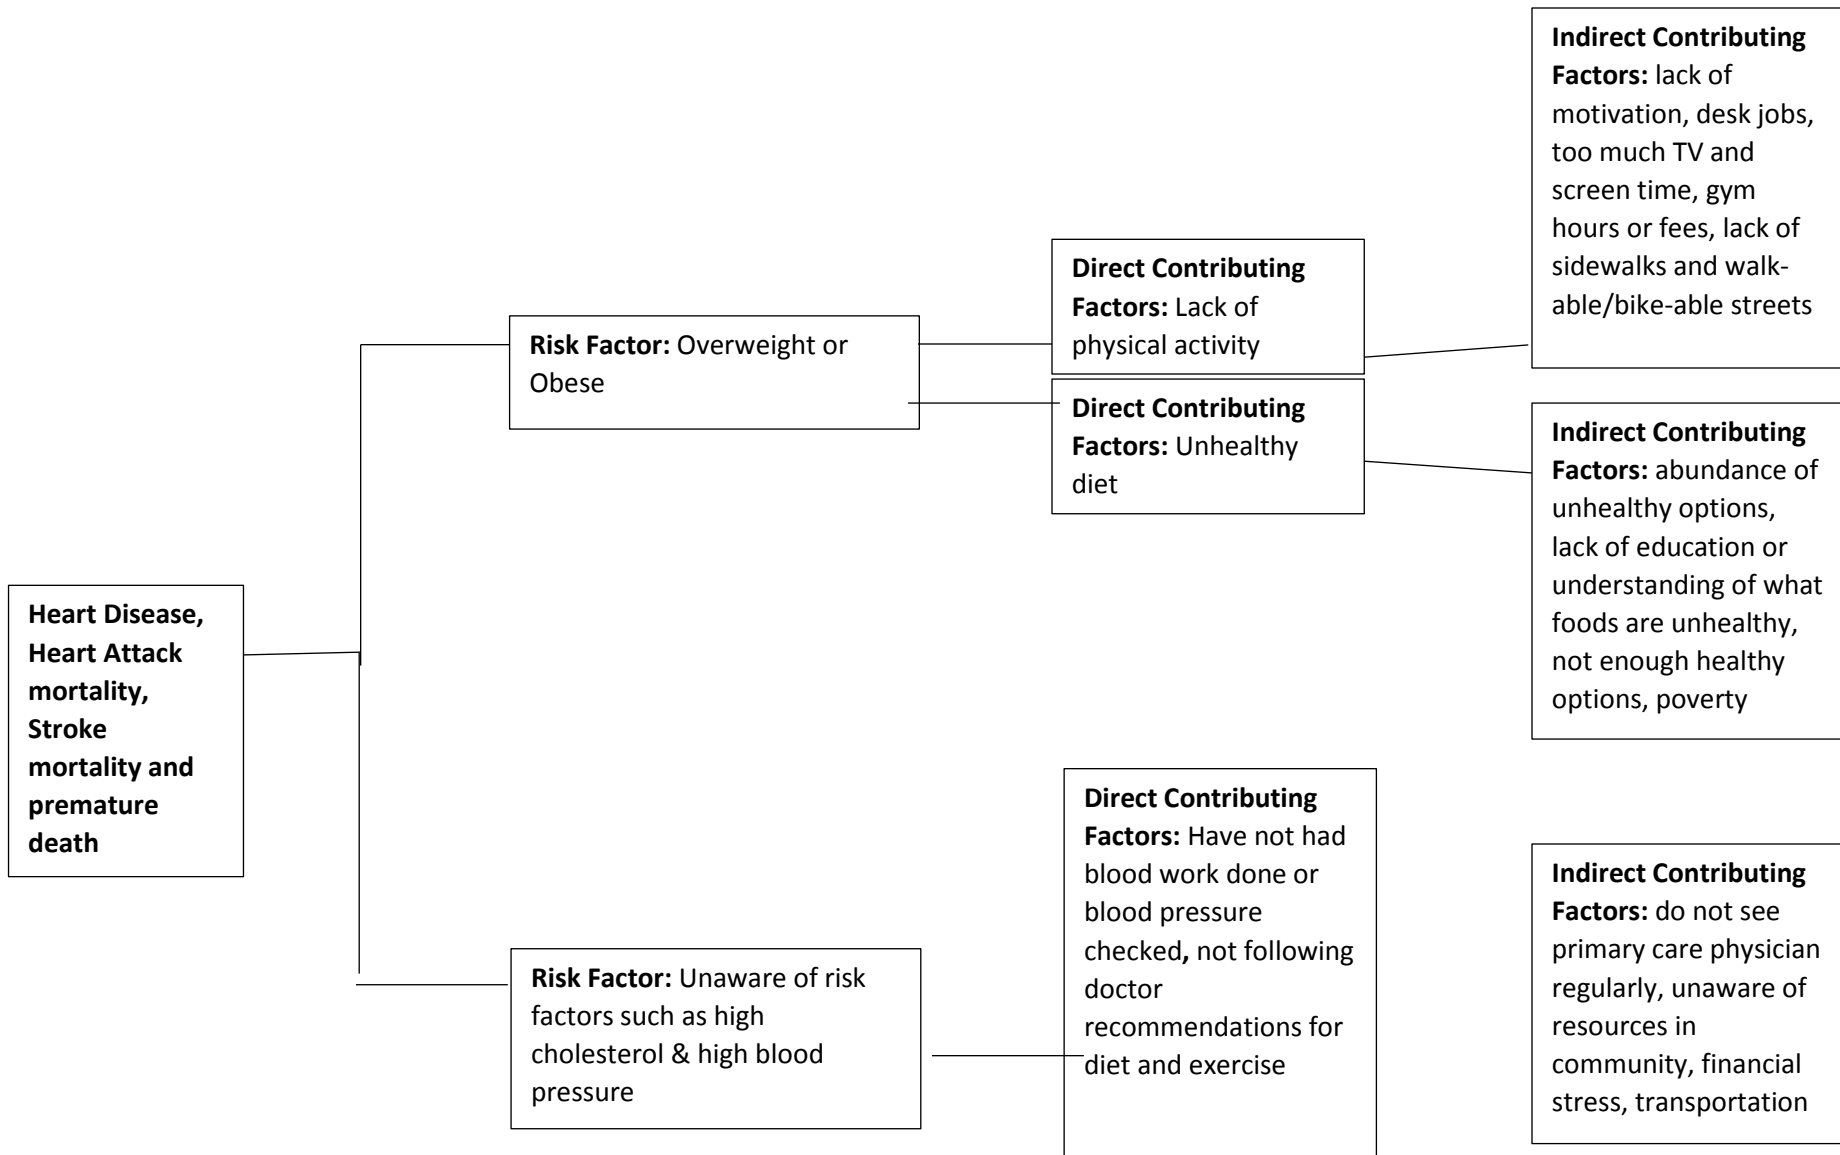 Heart Disease,
Heart Attack
mortality,
Stroke
mortality and
premature
death
Risk Factor: Overweight or
Obese
Direct Contributing
Factors: Lack of
physical activity
Direct Contributing
Factors: Unhealthy
diet
Indirect Contributing
Factors: lack of
motivation, desk jobs,
too much TV and
screen time, gym
hours or fees, lack of
sidewalks and walk-
able/bike-able streets
Indirect Contributing
Factors: abundance of
unhealthy options,
lack of education or
understanding of what
foods are unhealthy,
not enough healthy
options, poverty
Risk Factor: Unaware of risk
factors such as high
cholesterol & high blood
pressure
Direct Contributing
Factors: Have not had
blood work done or
blood pressure
checked, not following
doctor
recommendations for
diet and exercise
Indirect Contributing
Factors: do not see
primary care physician
regularly, unaware of
resources in
community, financial
stress, transportation